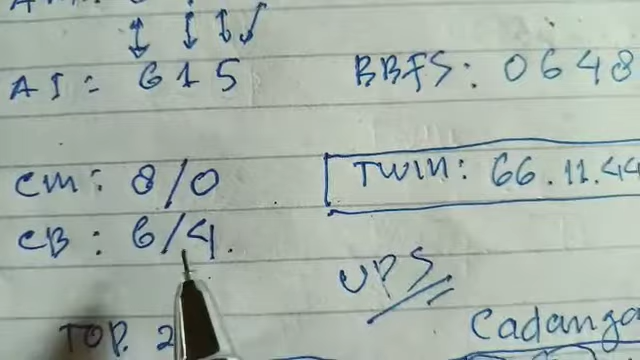 AI: 615
BBFS: 0648
CM: 8/0
TWIN: 66.11.44
CB: 6/4.
UPS
TOP. 2
Cadanga